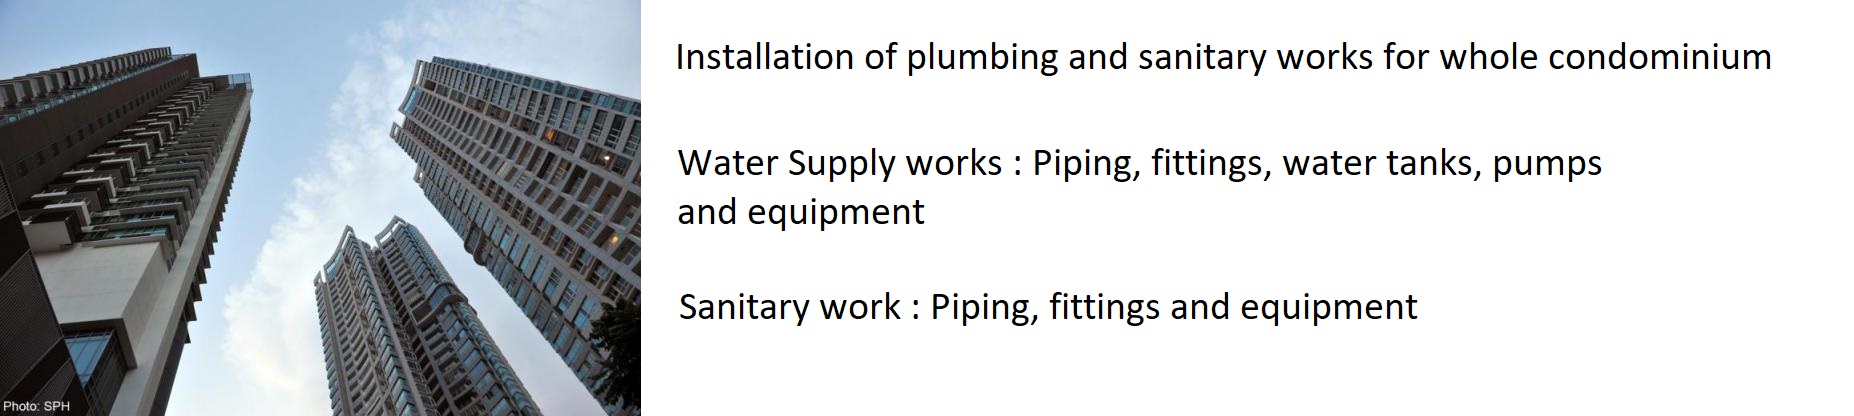 Installation of plumbing and sanitary works for whole condominium
Water Supply works : Piping, fittings, water tanks, pumps
and equipment
Sanitary work : Piping, fittings and equipment
Photo: SPH